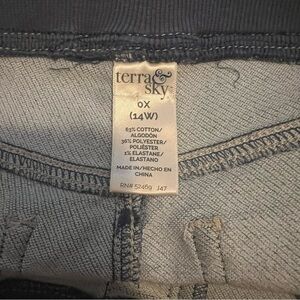 terra &
sky
0X
(14W)
63% COTTON/
ALGODÓN
36% POLYESTER/
POLIÉSTER
1% ELASTANE/
ELASTANO
MADE IN/HECHO EN
CHINA
RN# 52469 J47